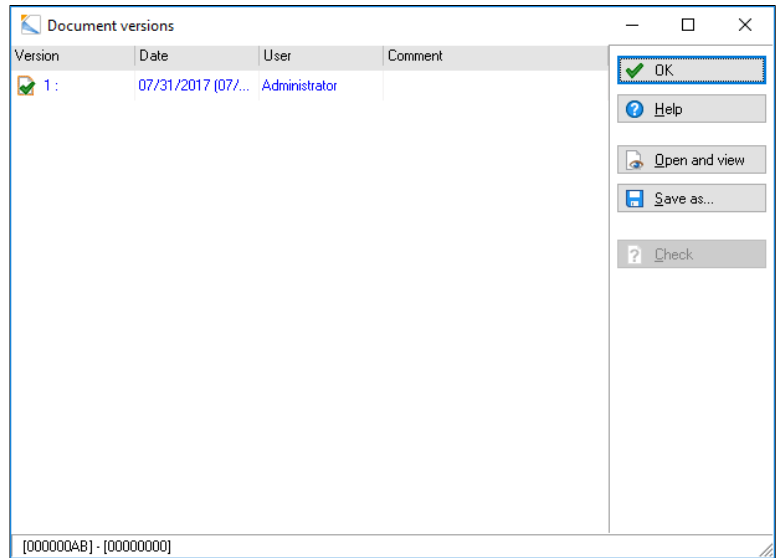 Document versions
Version Date User Comment
1 : 07/31/2017 (07/... Administrator
OK
Help
Open and view
Save as...
Check
[000000AB] - [00000000]